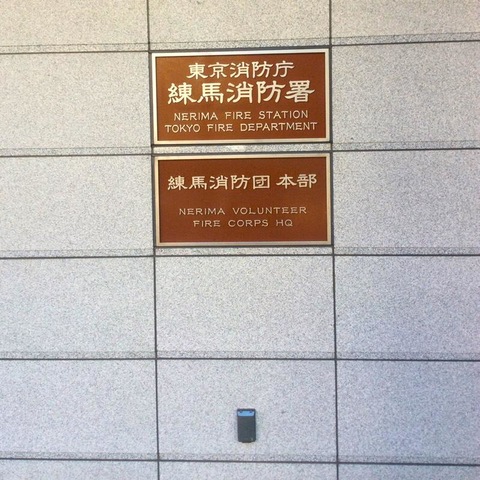 東京消防庁
練馬消防署
NERIMA FIRE STATION
TOKYO FIRE DEPARTMENT
練馬消防団 本部
NERIMA VOLUNTEER
FIRE CORPS HQ